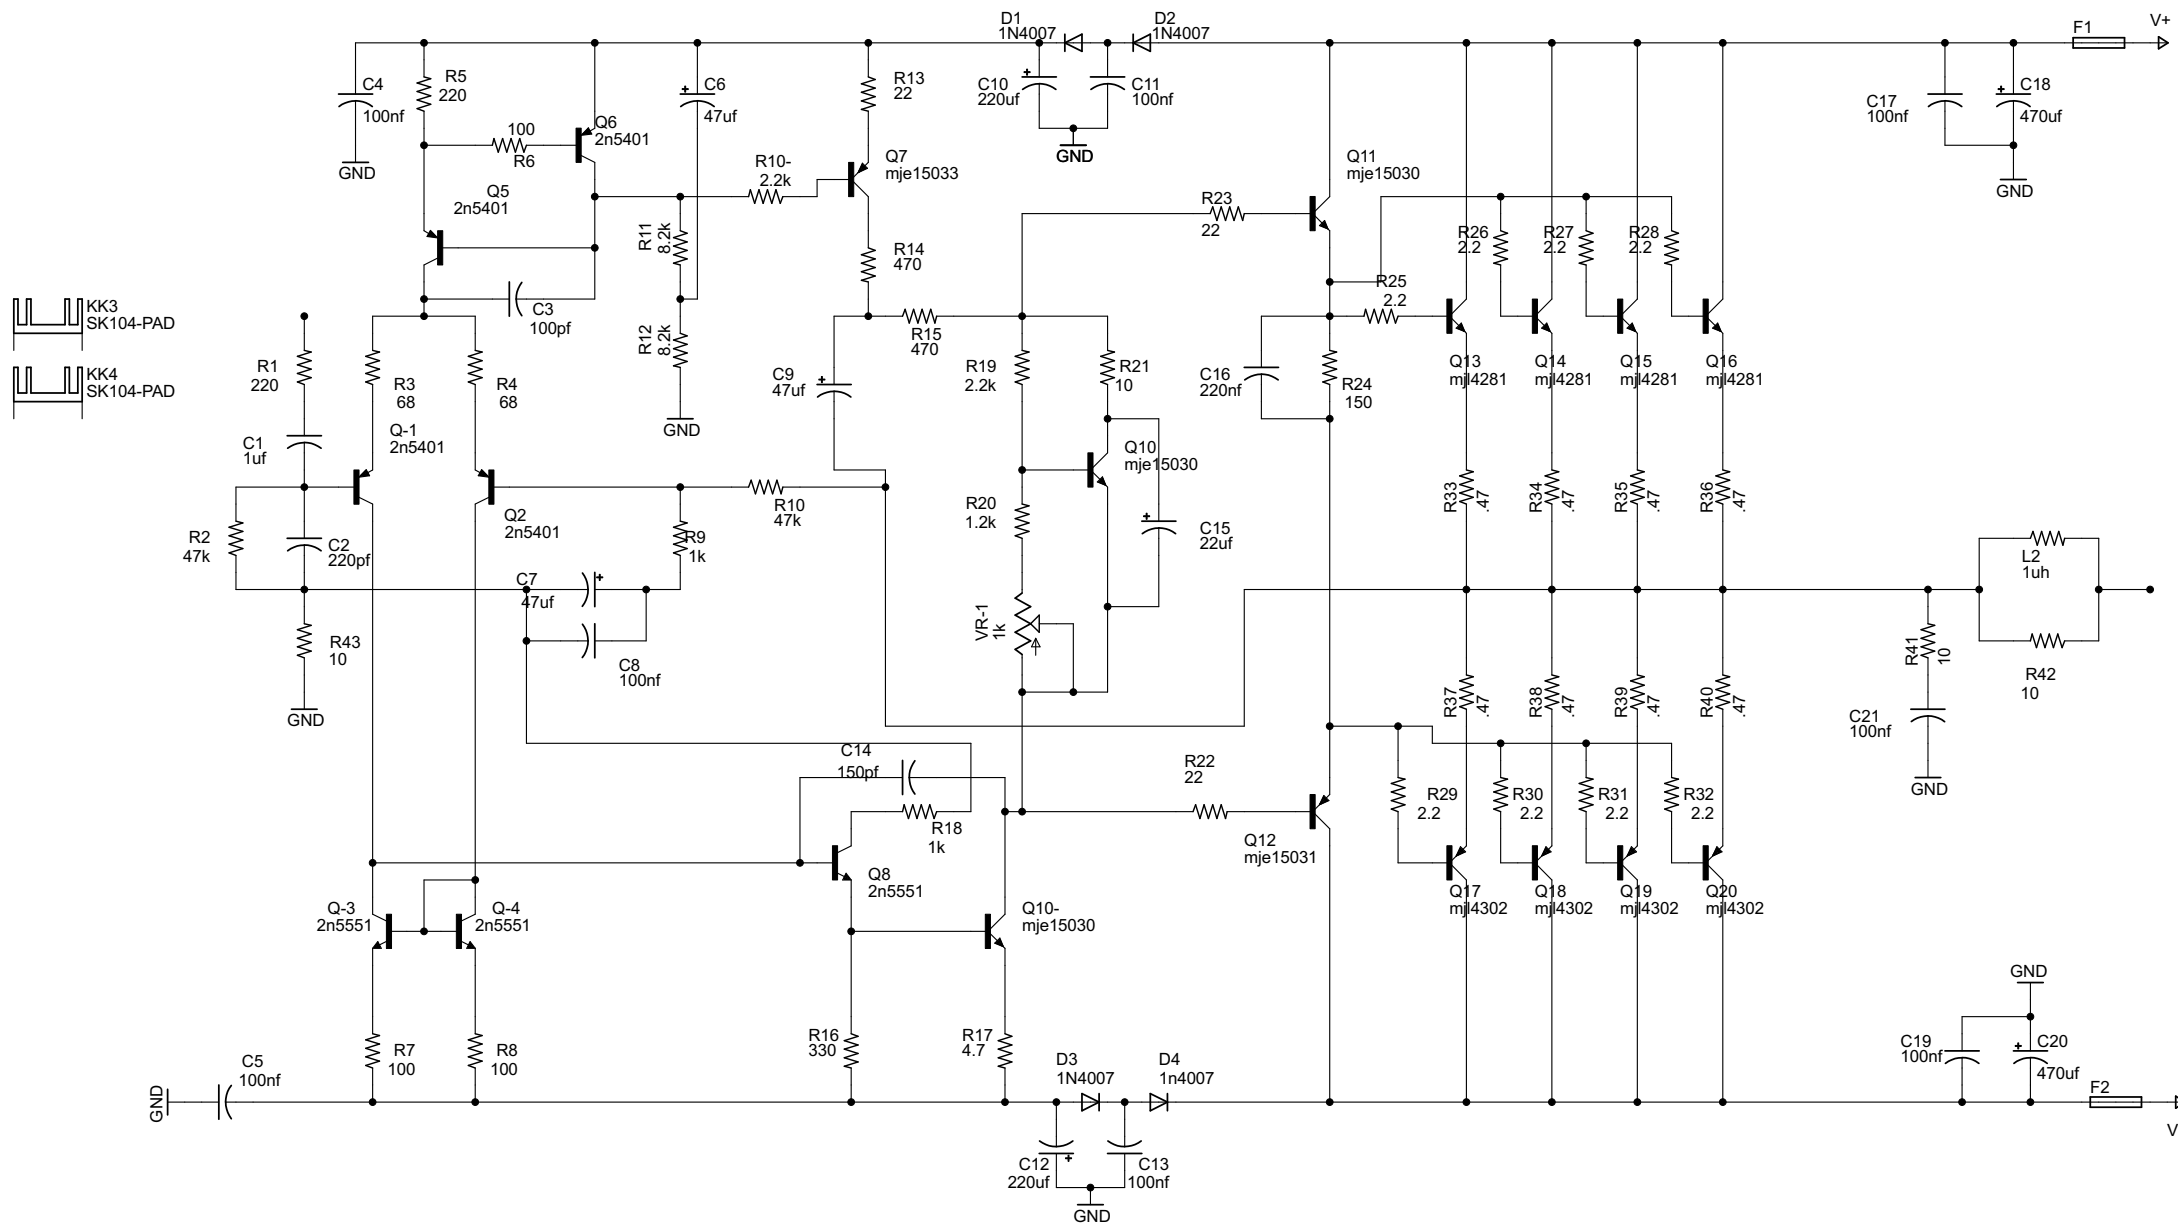 D1
1N4007
D2
1N4007
F1
V+
C4
100nf
R5
220
100
R6
Q6
2n5401
C6
47uf
R13
22
C10
220uf
C11
100nf
GND
C17
100nf
C18
470uf
GND
GND
Q5
2n5401
R10-
2.2k
Q7
mje15033
Q11
mje15030
R23
22
R11
8.2k
R14
470
R26
2.2
R27
2.2
R28
2.2
R25
2.2
KK3
SK104-PAD
KK4
SK104-PAD
C3
100pf
R12
8.2k
R15
470
R1
220
R3
68
R4
68
C9
47uf
R19
2.2k
R21
10
C16
220nf
R24
150
Q13
mjl4281
Q14
mjl4281
Q15
mjl4281
Q16
mjl4281
GND
C1
1uf
Q-1
2n5401
Q10
mje15030
R33
.47
R34
.47
R35
.47
R36
.47
Q2
2n5401
R10
47k
R20
1.2k
C15
22uf
R2
47k
C2
220pf
R9
1k
L2
1uh
C7
47uf
VR-1
1k
R43
10
C8
100nf
R41
10
R42
10
GND
R37
.47
R38
.47
R39
.47
R40
.47
C21
100nf
GND
C14
150pf
R22
22
R18
1k
R29
2.2
R30
2.2
R31
2.2
R32
2.2
Q12
mje15031
Q8
2n5551
Q17
mjl4302
Q18
mjl4302
Q19
mjl4302
Q20
mjl4302
Q-3
2n5551
Q-4
2n5551
Q10-
mje15030
GND
R7
100
R8
100
R16
330
R17
4.7
C19
100nf
C20
470uf
C5
100nf
GND
D3
1N4007
D4
1n4007
F2
V
C12
220uf
C13
100nf
GND